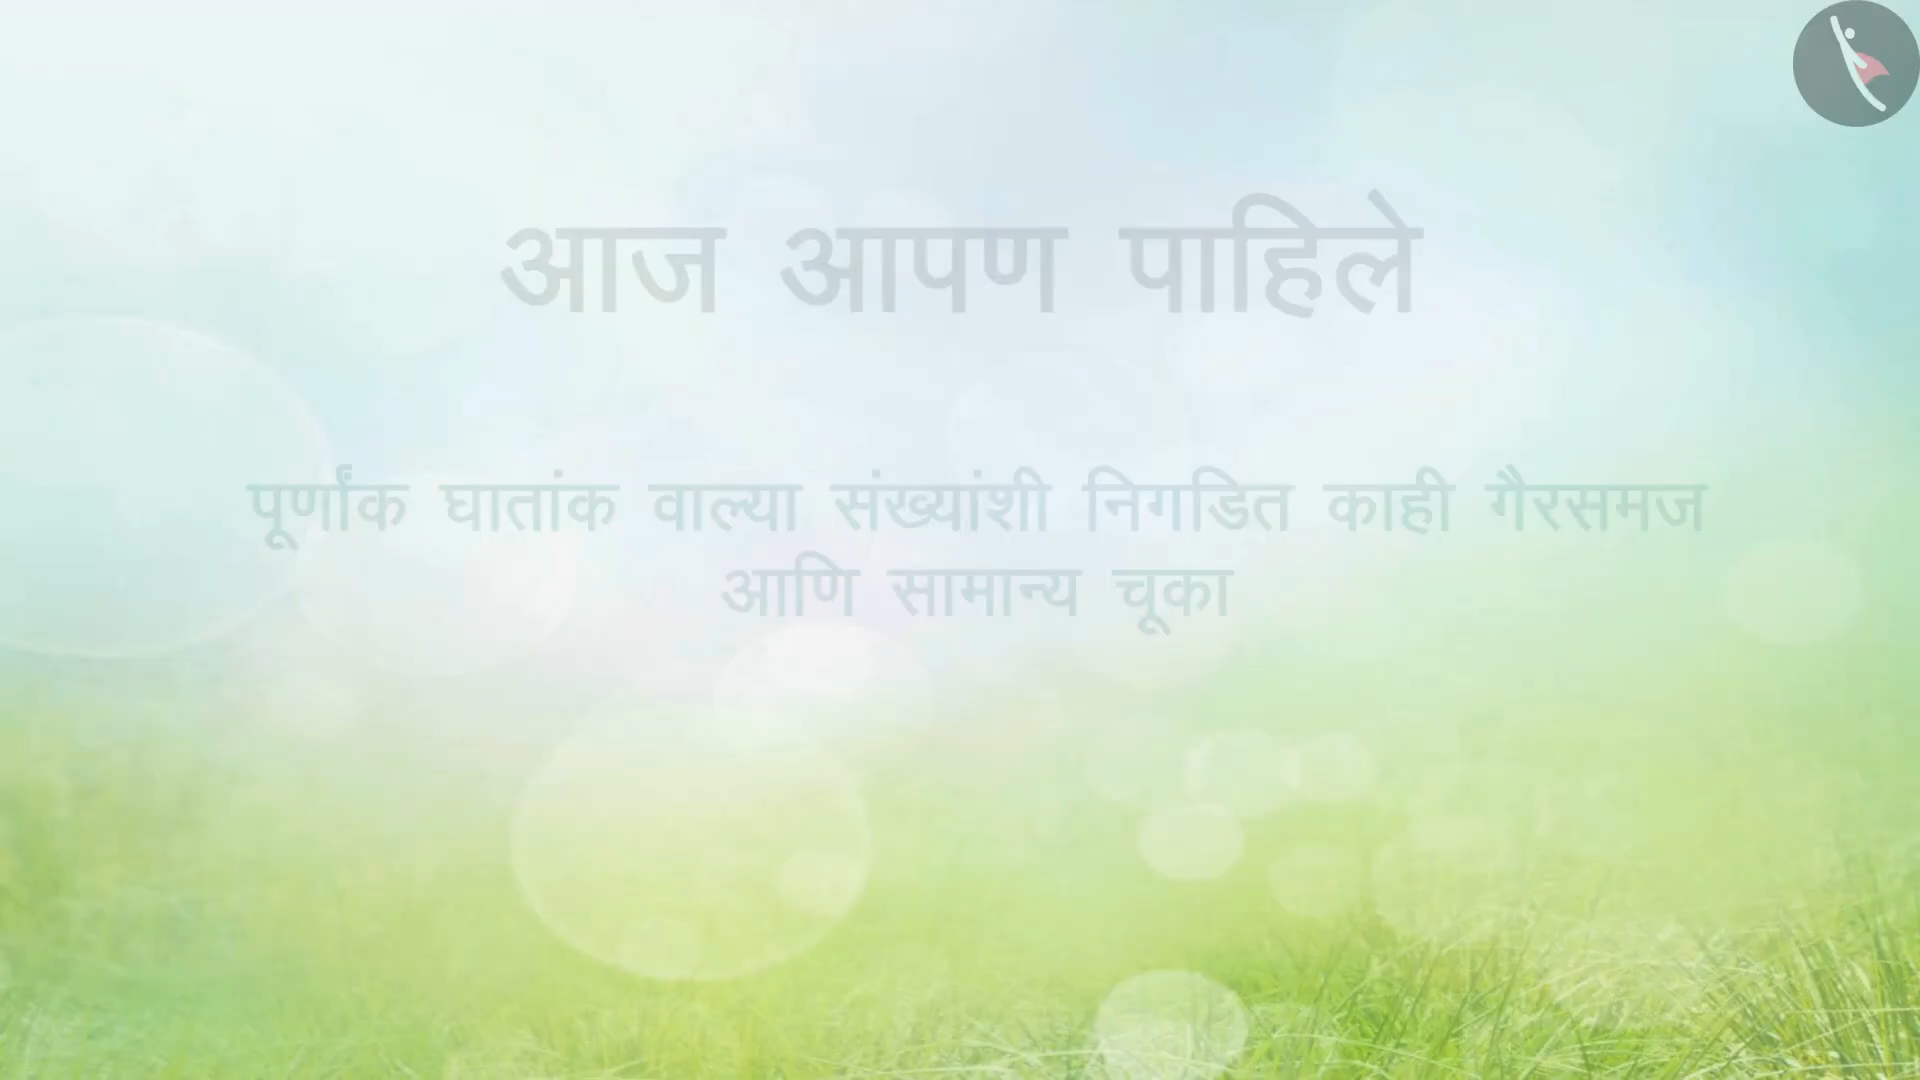 आज आपण पाहिले
पूर्णांक घातांक वाल्या संख्यांशी निगडित काही गैरसमज
आणि सामान्य चूका